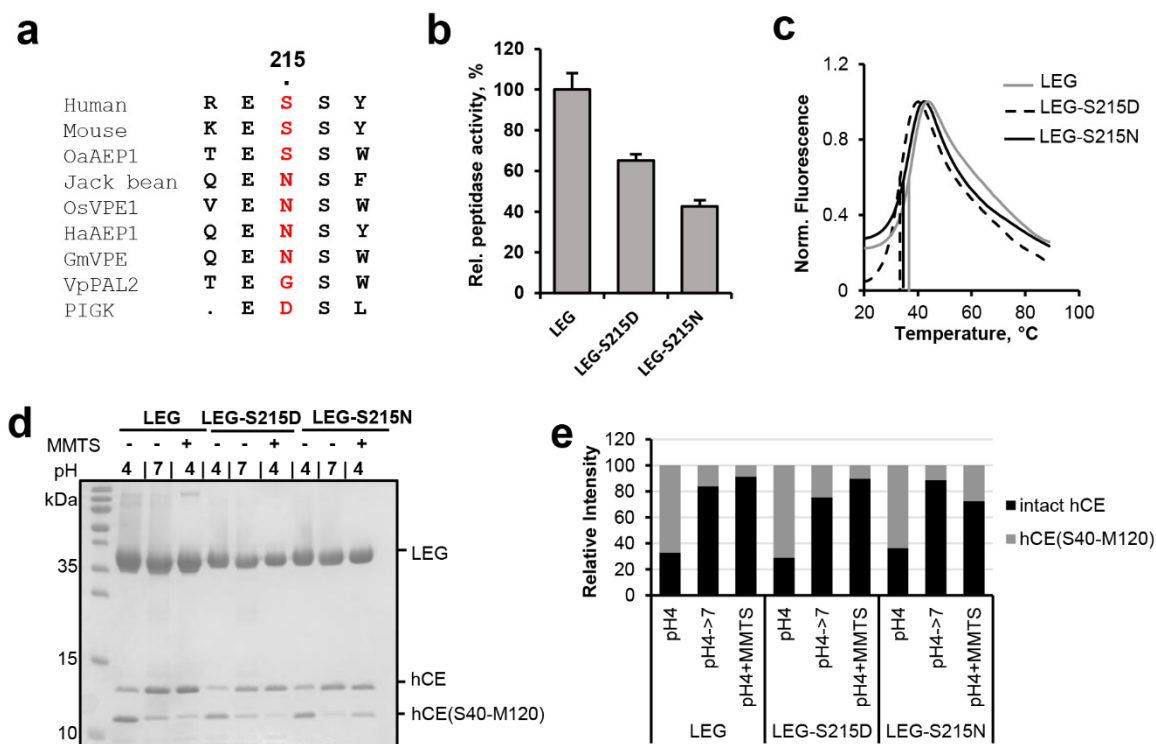 a
215
.
Human R E S S Y
Mouse K E S S Y
OaAEP1 T E S S W
Jack bean Q E N S F
OsVPE1 V E N S W
HaAEP1 Q E N S Y
GmVPE Q E N S W
VpPAL2 T E G S W
PIGK . E D S L
b
Rel. peptidase activity, %
120
100
80
60
40
20
0
LEG
LEG-S215D
LEG-S215N
c
Norm. Fluorescence
1.2
0.8
0.4
0
20 40 60 80 100
Temperature, °C
LEG
LEG-S215D
LEG-S215N
d
LEG LEG-S215D LEG-S215N
MMTS - - + - - + - - +
pH 4 | 7 | 4 | 4 | 7 | 4 | 4 | 7 | 4
kDa
35
15
10
LEG
hCE
hCE(S40-M120)
e
Relative Intensity
120
100
80
60
40
20
0
pH4
pH4->7
pH4+MMTS
pH4
pH4->7
pH4+MMTS
pH4
pH4->7
pH4+MMTS
LEG LEG-S215D LEG-S215N
intact hCE
hCE(S40-M120)